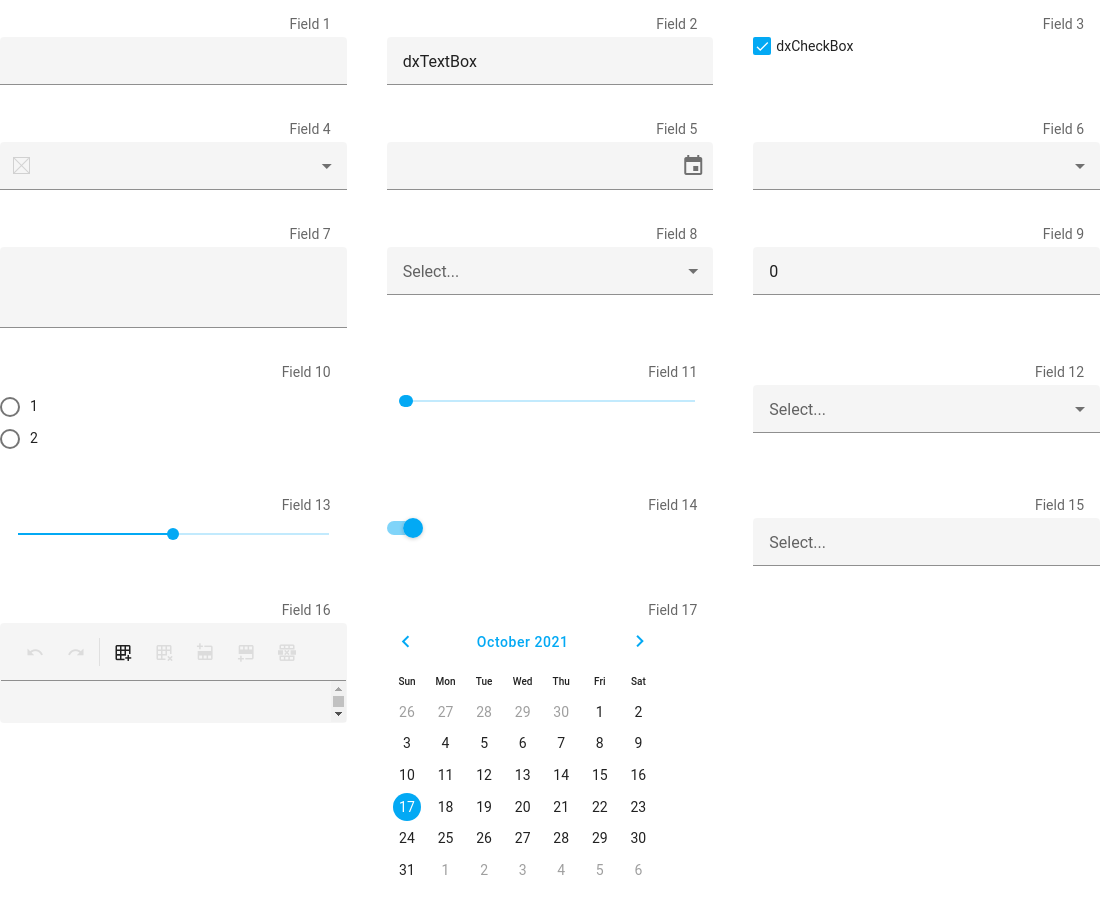 Field 1
Field 2
dxTextBox
Field 3
dxCheckBox
Field 4
Field 5
Field 6
Field 7
Field 8
Select...
Field 9
0
Field 10
1
2
Field 11
Field 12
Select...
Field 13
Field 14
Field 15
Select...
Field 16
Field 17
October 2021
Sun Mon Tue Wed Thu Fri Sat
26 27 28 29 30 1 2
3 4 5 6 7 8 9
10 11 12 13 14 15 16
17 18 19 20 21 22 23
24 25 26 27 28 29 30
31 1 2 3 4 5 6